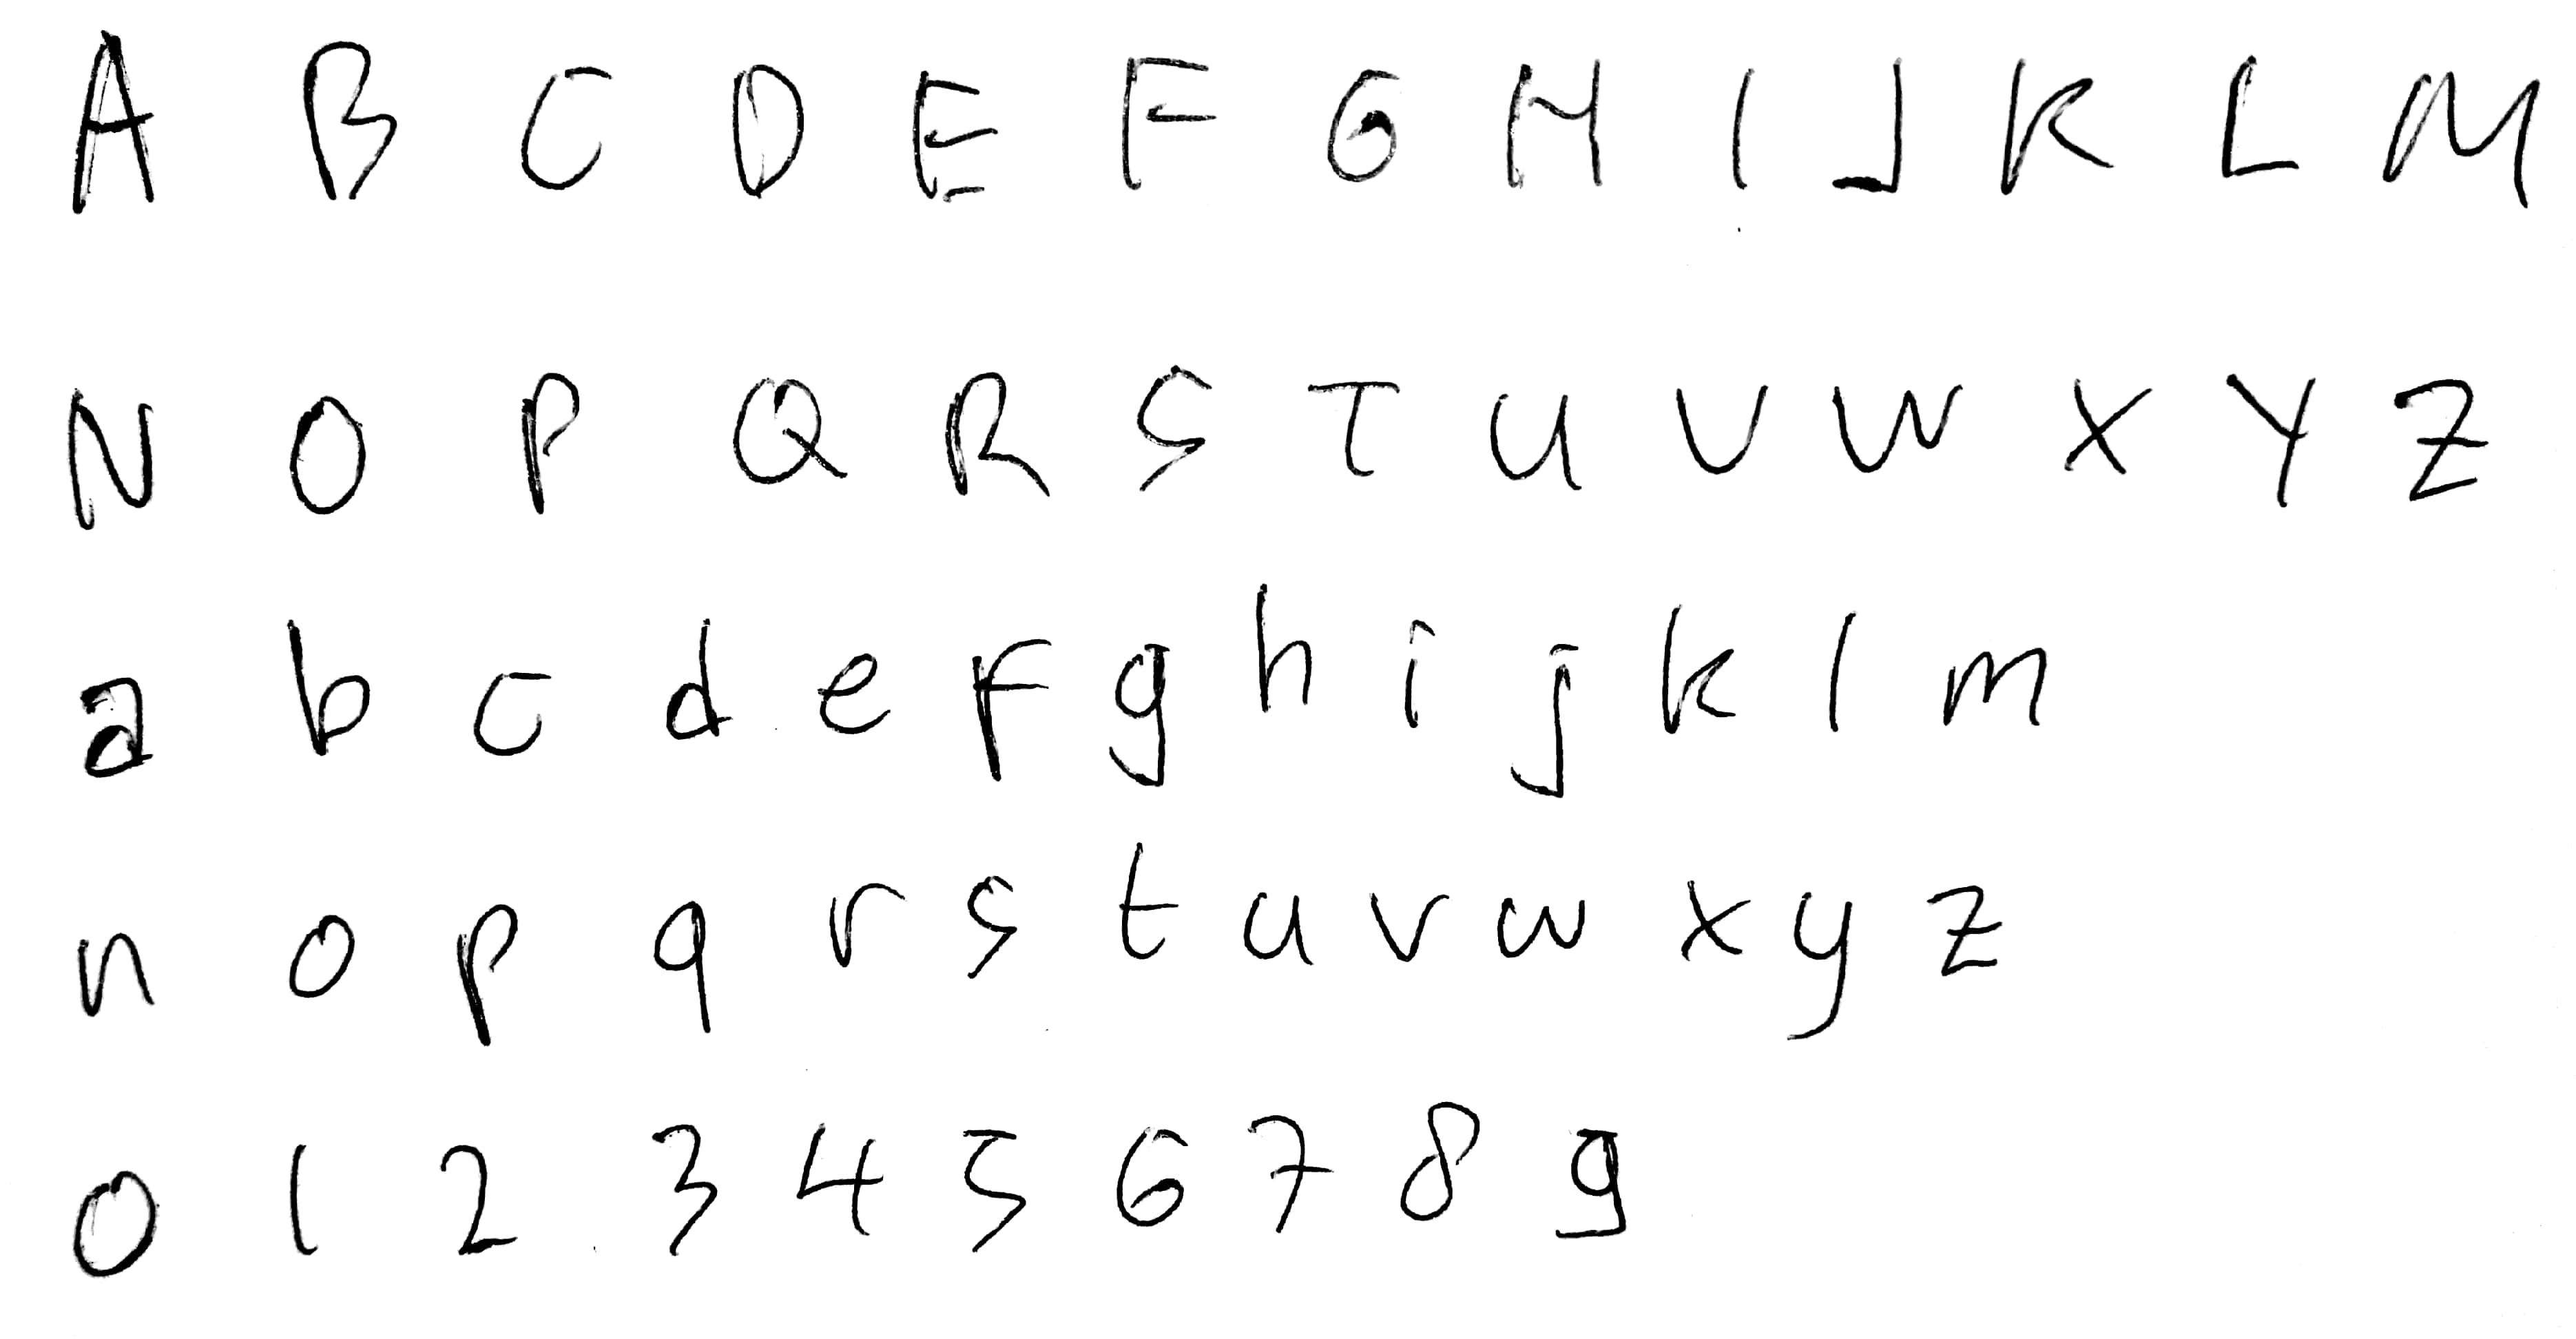 A B C D E F G H I J K L M
N O P Q R S T U V W X Y Z
a b c d e f g h i j k l m
n o p q r s t u v w x y z
0 1 2 3 4 5 6 7 8 9